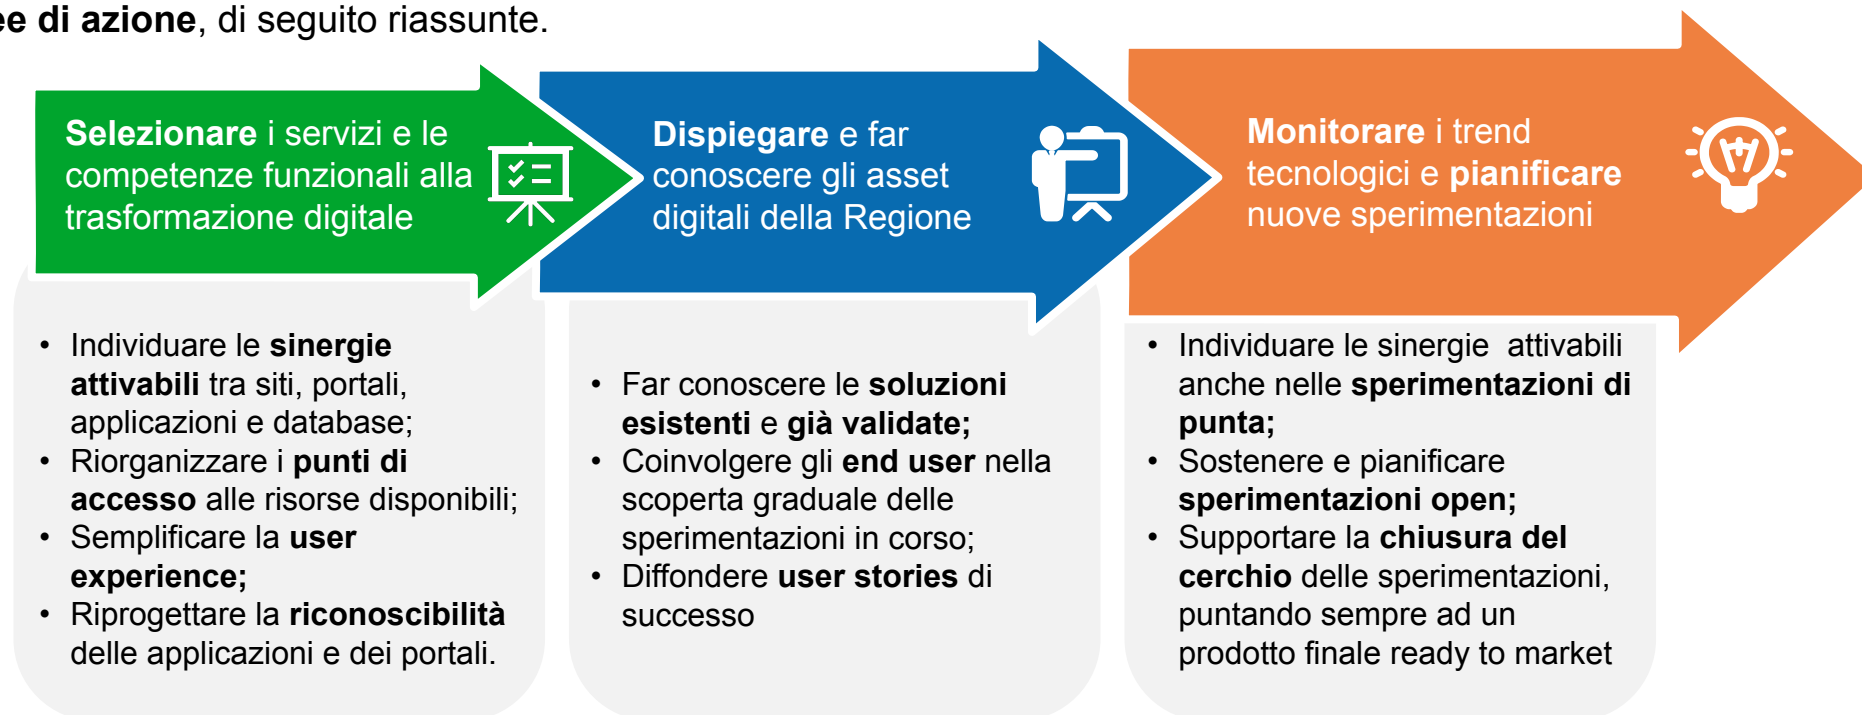 ee di azione, di seguito riassunte.
Selezionare i servizi e le
competenze funzionali alla
trasformazione digitale
Dispiegare e far
conoscere gli asset
digitali della Regione
Monitorare i trend
tecnologici e pianificare
nuove sperimentazioni
• Individuare le sinergie
attivabili tra siti, portali,
applicazioni e database;
• Riorganizzare i punti di
accesso alle risorse disponibili;
• Semplificare la user
experience;
• Riprogettare la riconoscibilità
delle applicazioni e dei portali.
• Far conoscere le soluzioni
esistenti e già validate;
• Coinvolgere gli end user nella
scoperta graduale delle
sperimentazioni in corso;
• Diffondere user stories di
successo
• Individuare le sinergie  attivabili
anche nelle sperimentazioni di
punta;
• Sostenere e pianificare
sperimentazioni open;
• Supportare la chiusura del
cerchio delle sperimentazioni,
puntando sempre ad un
prodotto finale ready to market